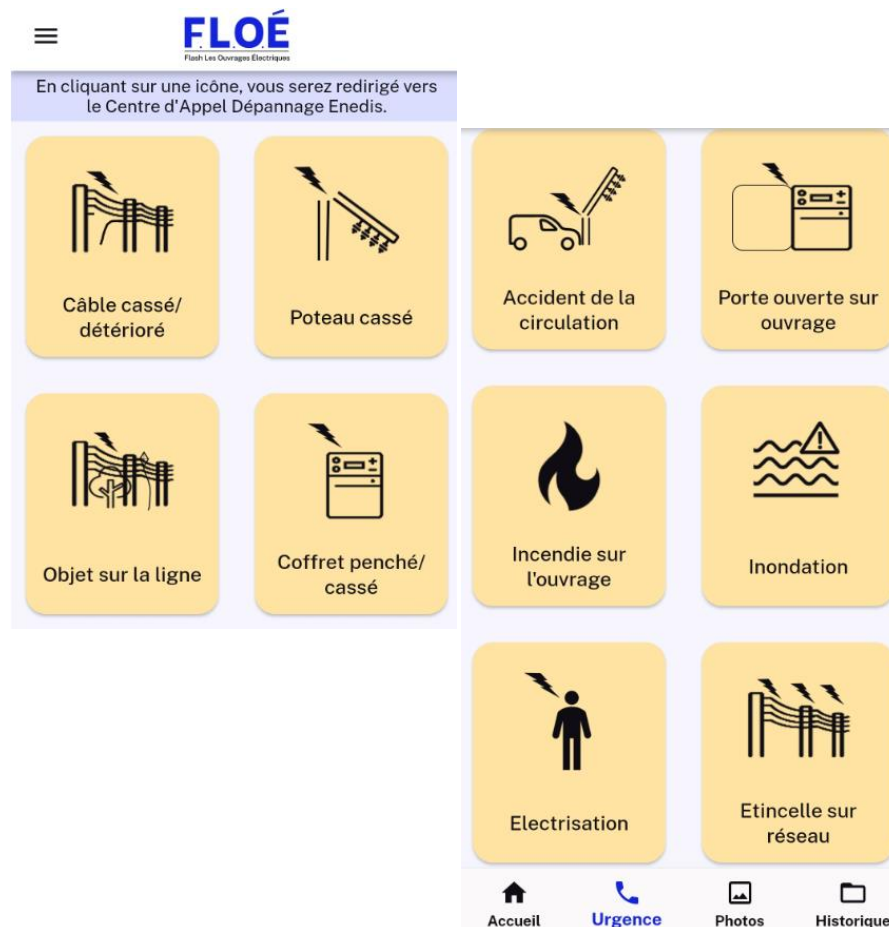 F.L.O.É
Flash Les Ouvrages Électriques
En cliquant sur une icône, vous serez redirigé vers
le Centre d'Appel Dépannage Enedis.
Câble cassé/
détérioré
Poteau cassé
Objet sur la ligne
Coffret penché/
cassé
Accident de la
circulation
Porte ouverte sur
ouvrage
Incendie sur
l'ouvrage
Inondation
Electrisation
Etincelle sur
réseau
Accueil
Urgence
Photos
Historique